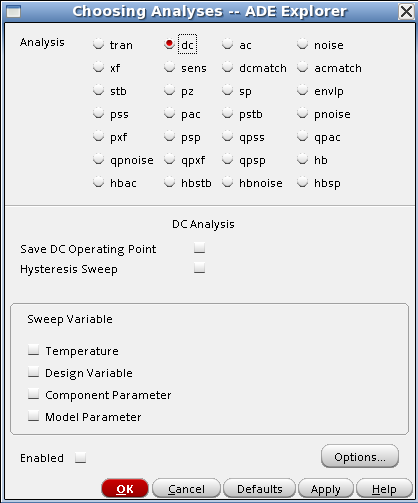 Choosing Analyses -- ADE Explorer
Analysis tran dc ac noise
xf sens dcmatch acmatch
stb pz sp envlp
pss pac pstb pnoise
pxf psp qpss qpac
qpnoise qpxf qpsp hb
hbac hbstb hbnoise hbsp
DC Analysis
Save DC Operating Point
Hysteresis Sweep
Sweep Variable
Temperature
Design Variable
Component Parameter
Model Parameter
Enabled Options...
OK Cancel Defaults Apply Help